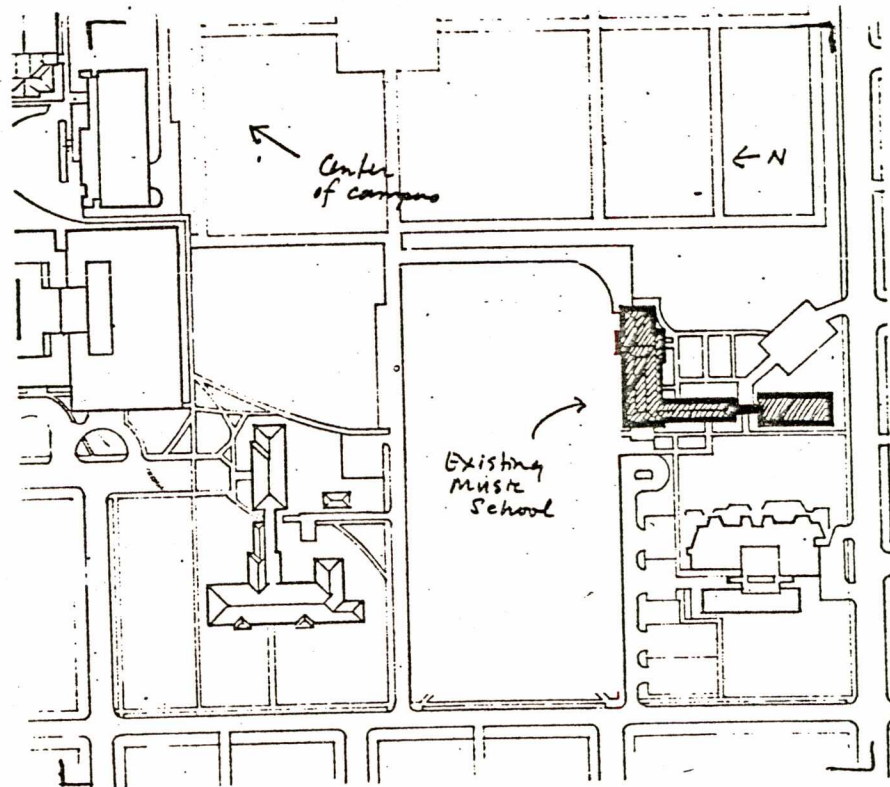 Center
of campus
← N
Existing
Music
School